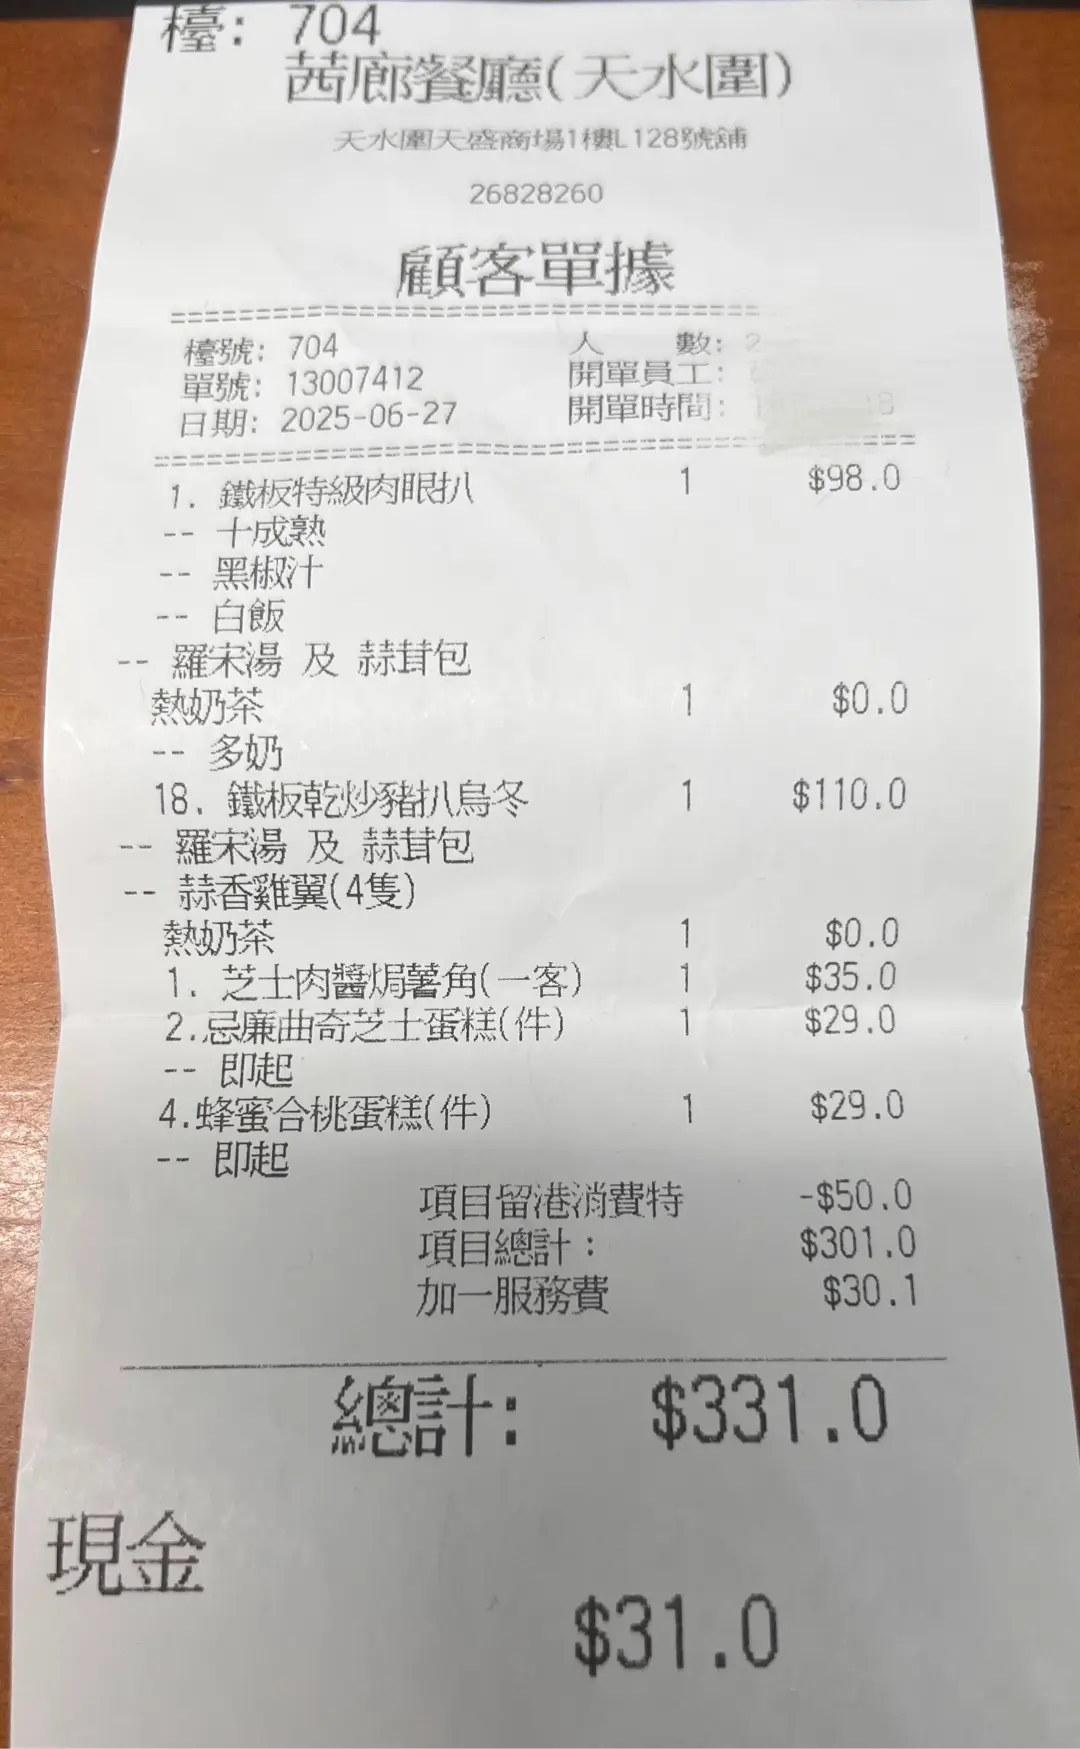 檯: 704
茜廊餐廳(天水圍)
天水圍天盛商場1樓L128號舖
26828260
顧客單據
檯號: 704 人 數: 2
單號: 13007412 開單員工:
日期: 2025-06-27 開單時間:
1. 鐵板特級肉眼扒 1 $98.0
-- 十成熟
-- 黑椒汁
-- 白飯
-- 羅宋湯 及 蒜茸包
熱奶茶 1 $0.0
-- 多奶
18. 鐵板乾炒豬扒烏冬 1 $110.0
-- 羅宋湯 及 蒜茸包
-- 蒜香雞翼(4隻)
熱奶茶 1 $0.0
1. 芝士肉醬焗薯角(一客) 1 $35.0
2.忌廉曲奇芝士蛋糕(件) 1 $29.0
-- 即起
4.蜂蜜合桃蛋糕(件) 1 $29.0
-- 即起
項目留港消費特 -$50.0
項目總計: $301.0
加一服務費 $30.1
總計: $331.0
現金
$31.0